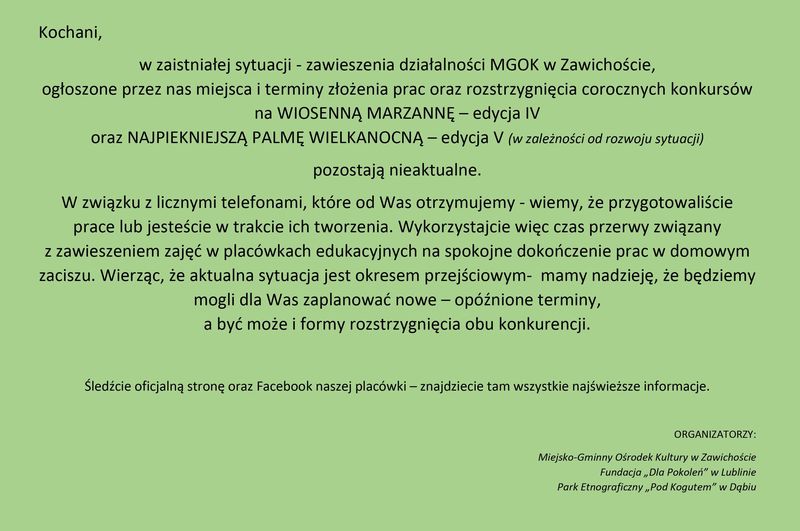 Kochani,
w zaistniałej sytuacji - zawieszenia działalności MGOK w Zawichoście,
ogłoszone przez nas miejsca i terminy złożenia prac oraz rozstrzygnięcia corocznych konkursów
na WIOSENNĄ MARZANNĘ – edycja IV
oraz NAJPIEKNIEJSZĄ PALMĘ WIELKANOCNĄ – edycja V (w zależności od rozwoju sytuacji)
pozostają nieaktualne.
W związku z licznymi telefonami, które od Was otrzymujemy - wiemy, że przygotowaliście
prace lub jesteście w trakcie ich tworzenia. Wykorzystajcie więc czas przerwy związany
z zawieszeniem zajęć w placówkach edukacyjnych na spokojne dokończenie prac w domowym
zaciszu. Wierząc, że aktualna sytuacja jest okresem przejściowym- mamy nadzieję, że będziemy
mogli dla Was zaplanować nowe – opóźnione terminy,
a być może i formy rozstrzygnięcia obu konkurencji.
Śledźcie oficjalną stronę oraz Facebook naszej placówki – znajdziecie tam wszystkie najświeższe informacje.
ORGANIZATORZY:
Miejsko-Gminny Ośrodek Kultury w Zawichoście
Fundacja „Dla Pokoleń” w Lublinie
Park Etnograficzny „Pod Kogutem” w Dąbiu